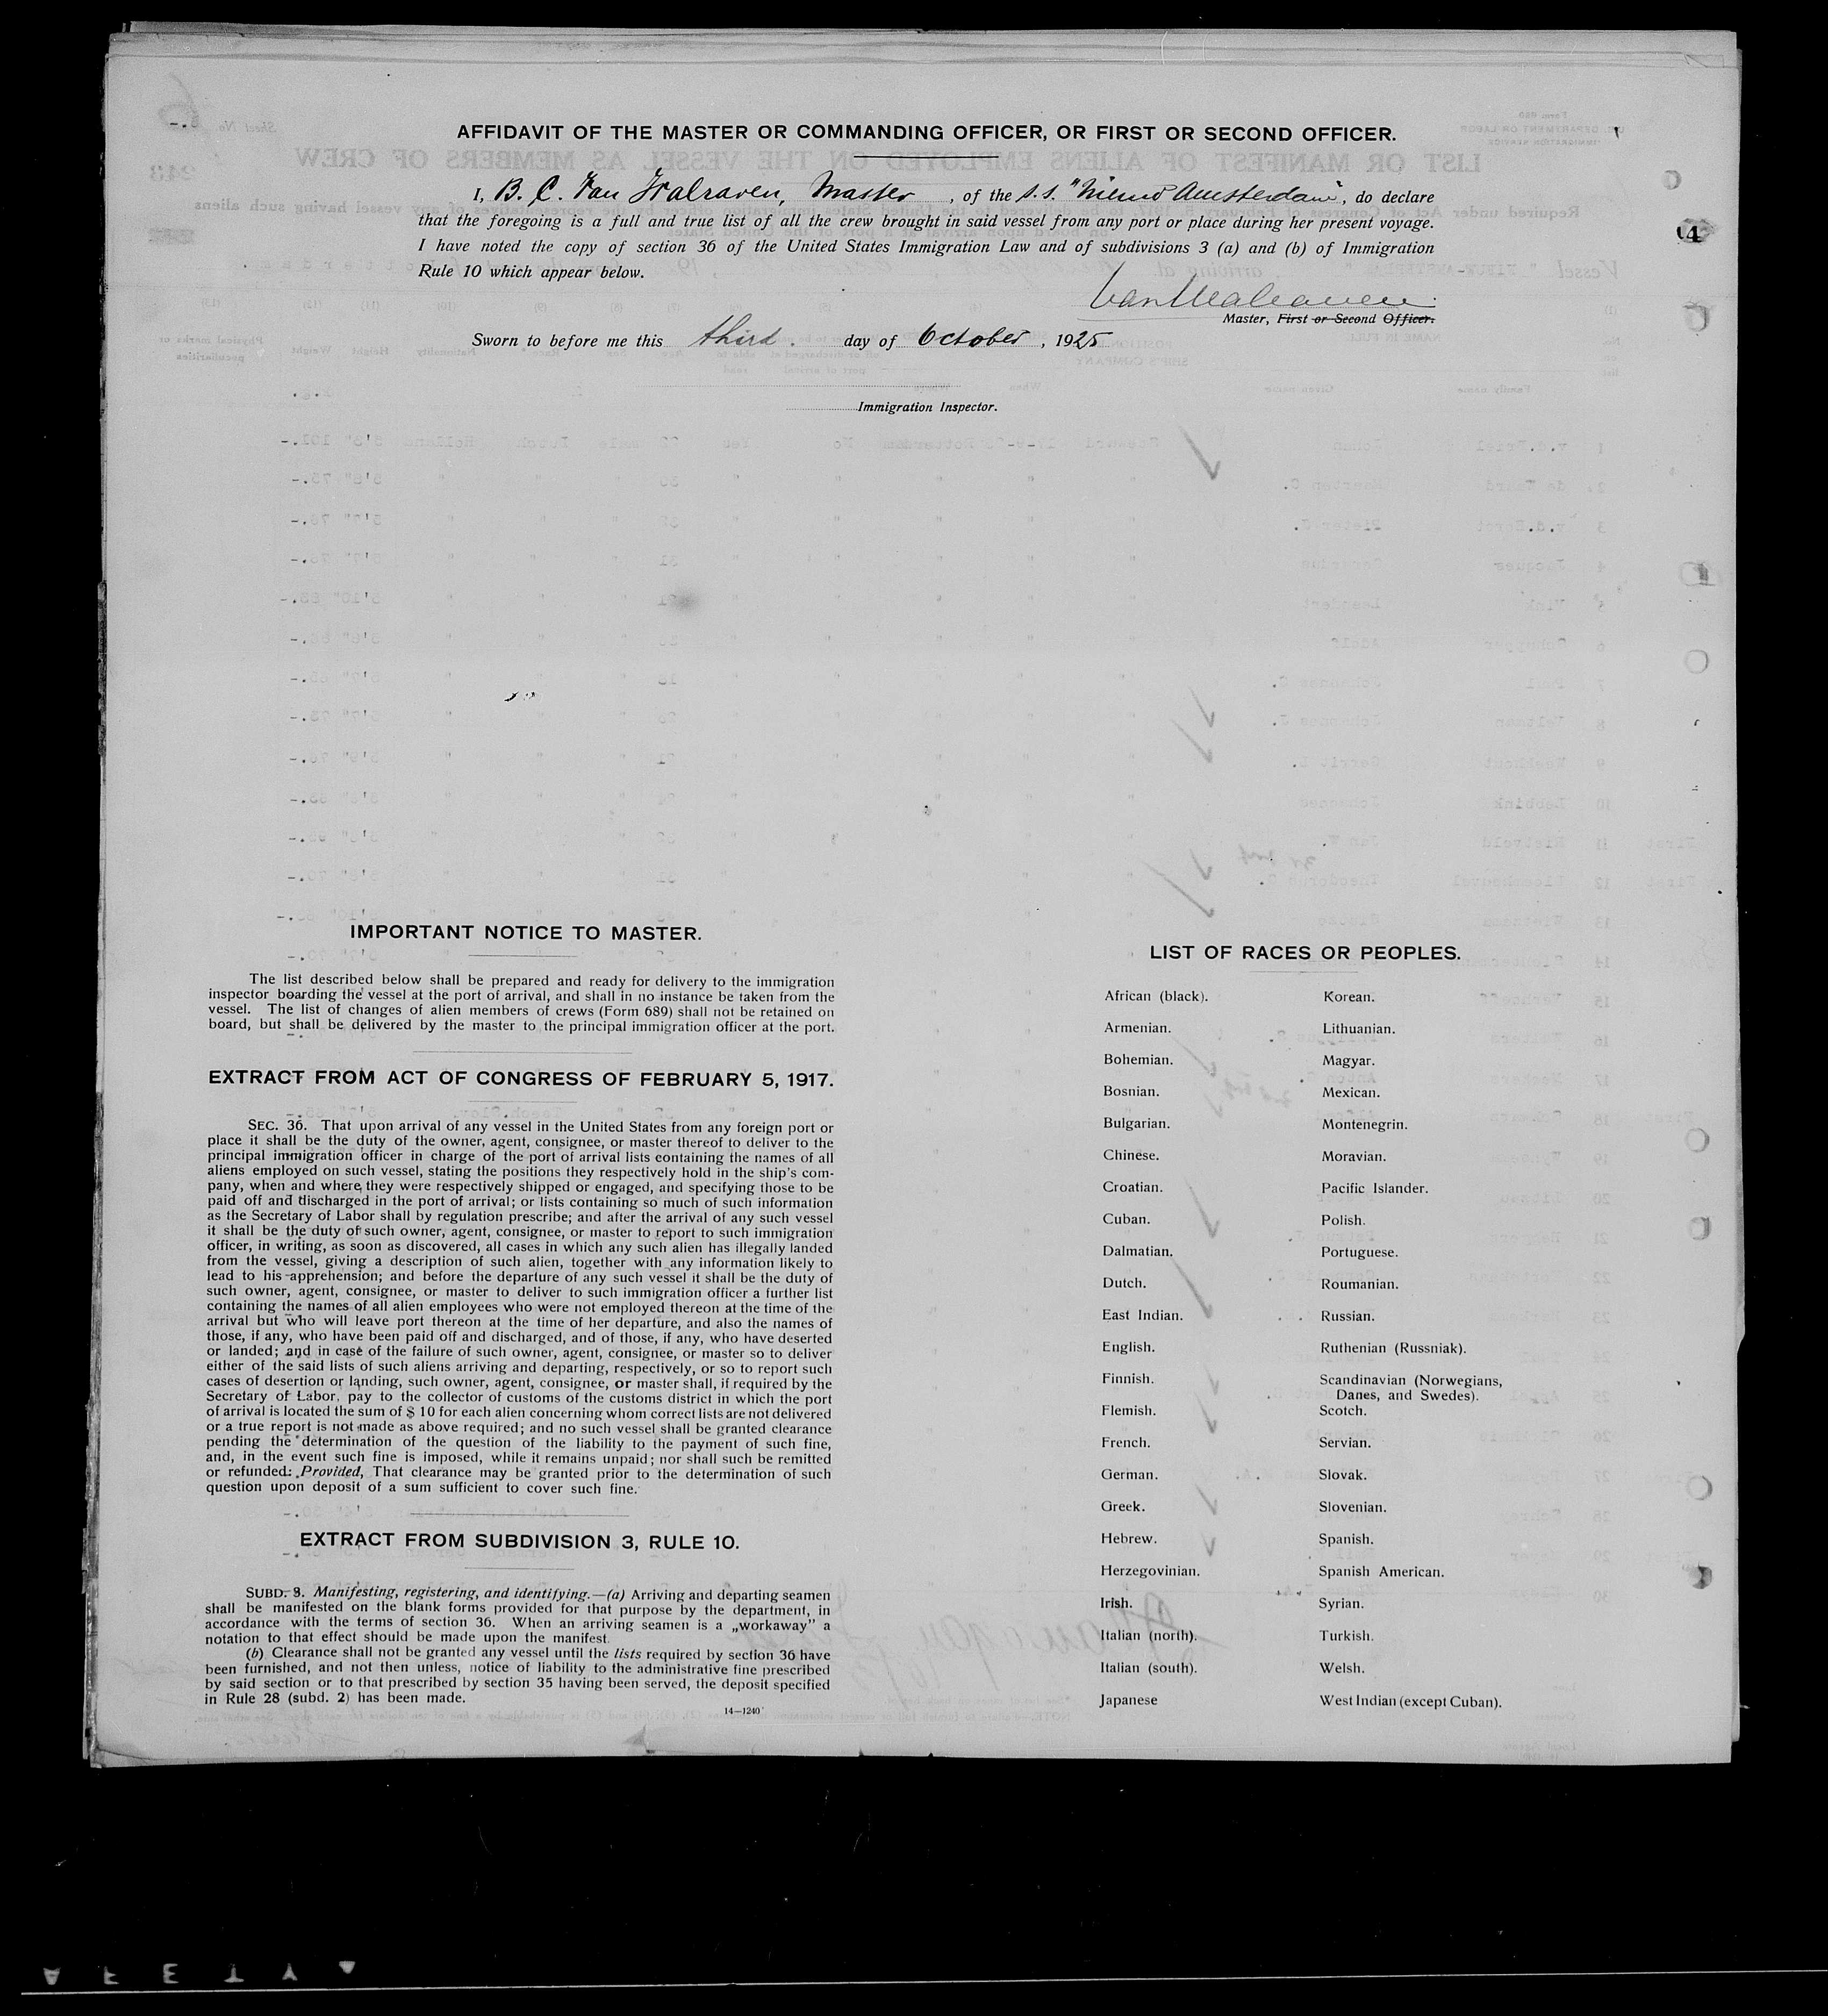 AFFIDAVIT OF THE MASTER OR COMMANDING OFFICER, OR FIRST OR SECOND OFFICER.
I, B. C. Van Walraven, Master, of the s.s. "Nieuw Amsterdam", do declare
that the foregoing is a full and true list of all the crew brought in said vessel from any port or place during her present voyage.
I have noted the copy of section 36 of the United States Immigration Law and of subdivisions 3 (a) and (b) of Immigration
Rule 10 which appear below.
VanWalraven
Master, First or Second Officer.
Sworn to before me this third. day of October, 1925
Immigration Inspector.
IMPORTANT NOTICE TO MASTER.
The list described below shall be prepared and ready for delivery to the immigration
inspector boarding the vessel at the port of arrival, and shall in no instance be taken from the
vessel. The list of changes of alien members of crews (Form 689) shall not be retained on
board, but shall be delivered by the master to the principal immigration officer at the port.
EXTRACT FROM ACT OF CONGRESS OF FEBRUARY 5, 1917.
SEC. 36. That upon arrival of any vessel in the United States from any foreign port or
place it shall be the duty of the owner, agent, consignee, or master thereof to deliver to the
principal immigration officer in charge of the port of arrival lists containing the names of all
aliens employed on such vessel, stating the positions they respectively hold in the ship's com-
pany, when and where they were respectively shipped or engaged, and specifying those to be
paid off and discharged in the port of arrival; or lists containing so much of such information
as the Secretary of Labor shall by regulation prescribe; and after the arrival of any such vessel
it shall be the duty of such owner, agent, consignee, or master to report to such immigration
officer, in writing, as soon as discovered, all cases in which any such alien has illegally landed
from the vessel, giving a description of such alien, together with any information likely to
lead to his apprehension; and before the departure of any such vessel it shall be the duty of
such owner, agent, consignee, or master to deliver to such immigration officer a further list
containing the names of all alien employees who were not employed thereon at the time of the
arrival but who will leave port thereon at the time of her departure, and also the names of
those, if any, who have been paid off and discharged, and of those, if any, who have deserted
or landed; and in case of the failure of such owner, agent, consignee, or master so to deliver
either of the said lists of such aliens arriving and departing, respectively, or so to report such
cases of desertion or landing, such owner, agent, consignee, or master shall, if required by the
Secretary of Labor, pay to the collector of customs of the customs district in which the port
of arrival is located the sum of $ 10 for each alien concerning whom correct lists are not delivered
or a true report is not made as above required; and no such vessel shall be granted clearance
pending the determination of the question of the liability to the payment of such fine,
and, in the event such fine is imposed, while it remains unpaid; nor shall such be remitted
or refunded: Provided, That clearance may be granted prior to the determination of such
question upon deposit of a sum sufficient to cover such fine.
EXTRACT FROM SUBDIVISION 3, RULE 10.
SUBD. 3. Manifesting, registering, and identifying.—(a) Arriving and departing seamen
shall be manifested on the blank forms provided for that purpose by the department, in
accordance with the terms of section 36. When an arriving seamen is a „workaway" a
notation to that effect should be made upon the manifest.
(b) Clearance shall not be granted any vessel until the lists required by section 36 have
been furnished, and not then unless, notice of liability to the administrative fine prescribed
by said section or to that prescribed by section 35 having been served, the deposit specified
in Rule 28 (subd. 2) has been made.
14—1240
LIST OF RACES OR PEOPLES.
African (black).
Armenian.
Bohemian.
Bosnian.
Bulgarian.
Chinese.
Croatian.
Cuban.
Dalmatian.
Dutch.
East Indian.
English.
Finnish.
Flemish.
French.
German.
Greek.
Hebrew.
Herzegovinian.
Irish.
Italian (north).
Italian (south).
Japanese
Korean.
Lithuanian.
Magyar.
Mexican.
Montenegrin.
Moravian.
Pacific Islander.
Polish.
Portuguese.
Roumanian.
Russian.
Ruthenian (Russniak).
Scandinavian (Norwegians,
Danes, and Swedes).
Scotch.
Servian.
Slovak.
Slovenian.
Spanish.
Spanish American.
Syrian.
Turkish.
Welsh.
West Indian (except Cuban).
A F E T Y